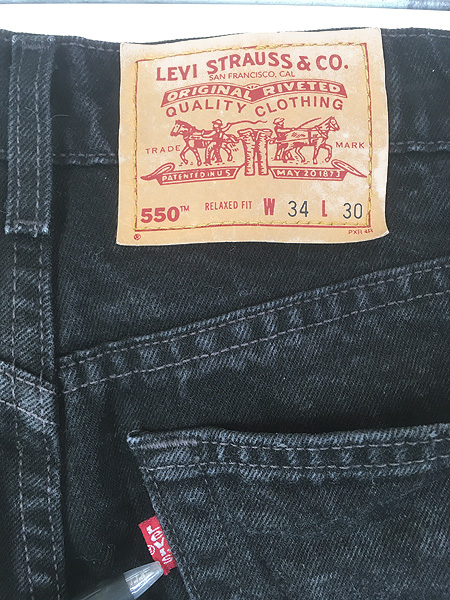 LEVI STRAUSS & CO.
SAN FRANCISCO, CAL
ORIGINAL RIVETED
QUALITY CLOTHING
TRADE MARK
PATENTED IN U S MAY 20 1873
550™ RELAXED FIT W 34 L 30
®
LEVI'S
®